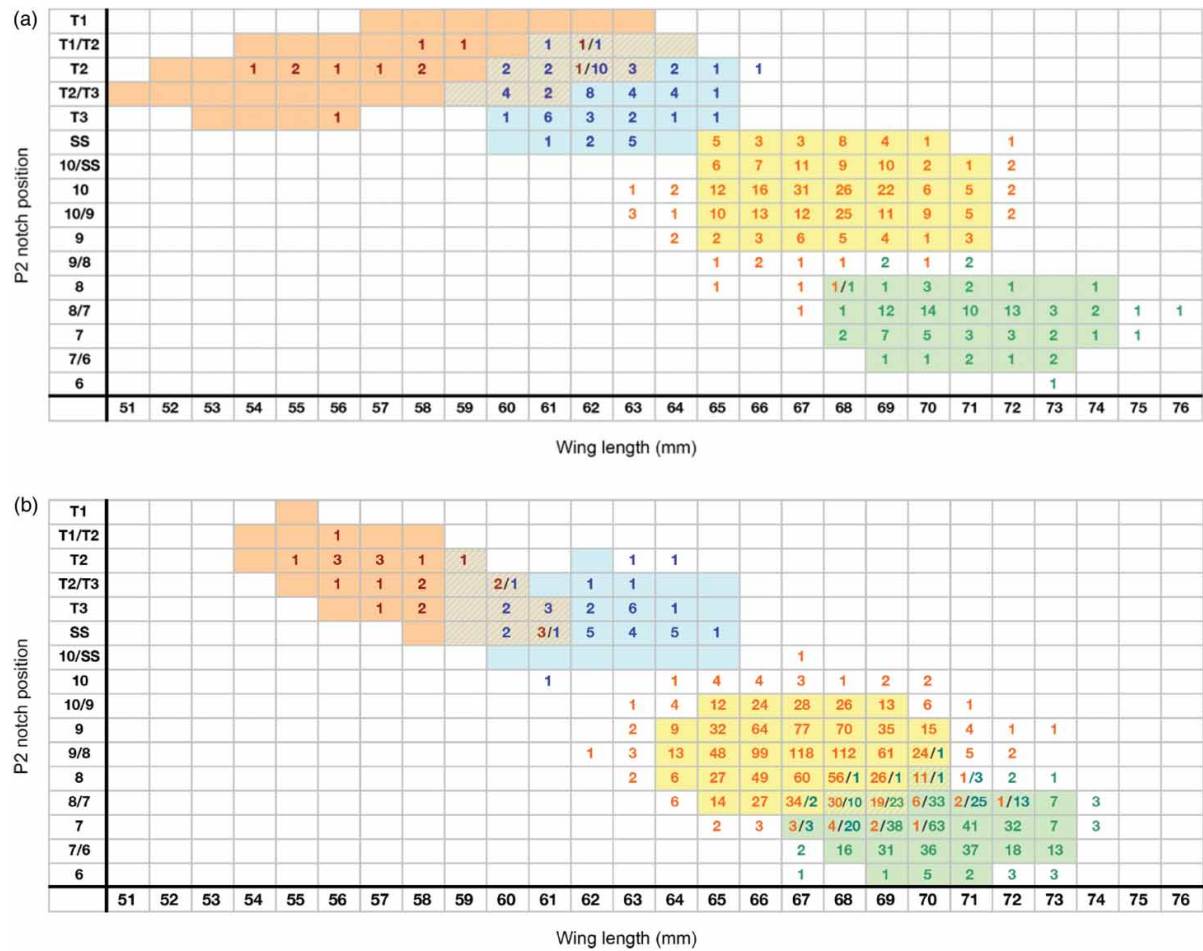 (a)
T1
T1/T2 1 1 1 1/1
T2 1 2 1 1 2 2 2 1/10 3 2 1 1
T2/T3 4 2 8 4 4 1
T3 1 1 6 3 2 1 1
SS 1 2 5 5 3 3 8 4 1 1
10/SS 6 7 11 9 10 2 1 2
10 1 2 12 16 31 26 22 6 5 2
10/9 3 1 10 13 12 25 11 9 5 2
9 2 2 3 6 5 4 1 3
9/8 1 2 1 1 2 1 2
8 1 1 1/1 1 3 2 1 1
8/7 1 1 12 14 10 13 3 2 1 1
7 2 7 5 3 3 2 1 1
7/6 1 1 2 1 2
6 1
51 52 53 54 55 56 57 58 59 60 61 62 63 64 65 66 67 68 69 70 71 72 73 74 75 76
P2 notch position
Wing length (mm)
(b)
T1
T1/T2 1
T2 1 3 3 1 1 1 1
T2/T3 1 1 2 2/1 1 1
T3 1 2 2 3 2 6 1
SS 2 3/1 5 4 5 1
10/SS 1
10 1 1 4 4 3 1 2 2
10/9 1 4 12 24 28 26 13 6 1
9 2 9 32 64 77 70 35 15 4 1 1
9/8 1 3 13 48 99 118 112 61 24/1 5 2
8 2 6 27 49 60 56/1 26/1 11/1 1/3 2 1
8/7 6 14 27 34/2 30/10 19/23 6/33 2/25 1/13 7 3
7 2 3 3/3 4/20 2/38 1/63 41 32 7 3
7/6 2 16 31 36 37 18 13
6 1 1 5 2 3 3
51 52 53 54 55 56 57 58 59 60 61 62 63 64 65 66 67 68 69 70 71 72 73 74 75 76
P2 notch position
Wing length (mm)